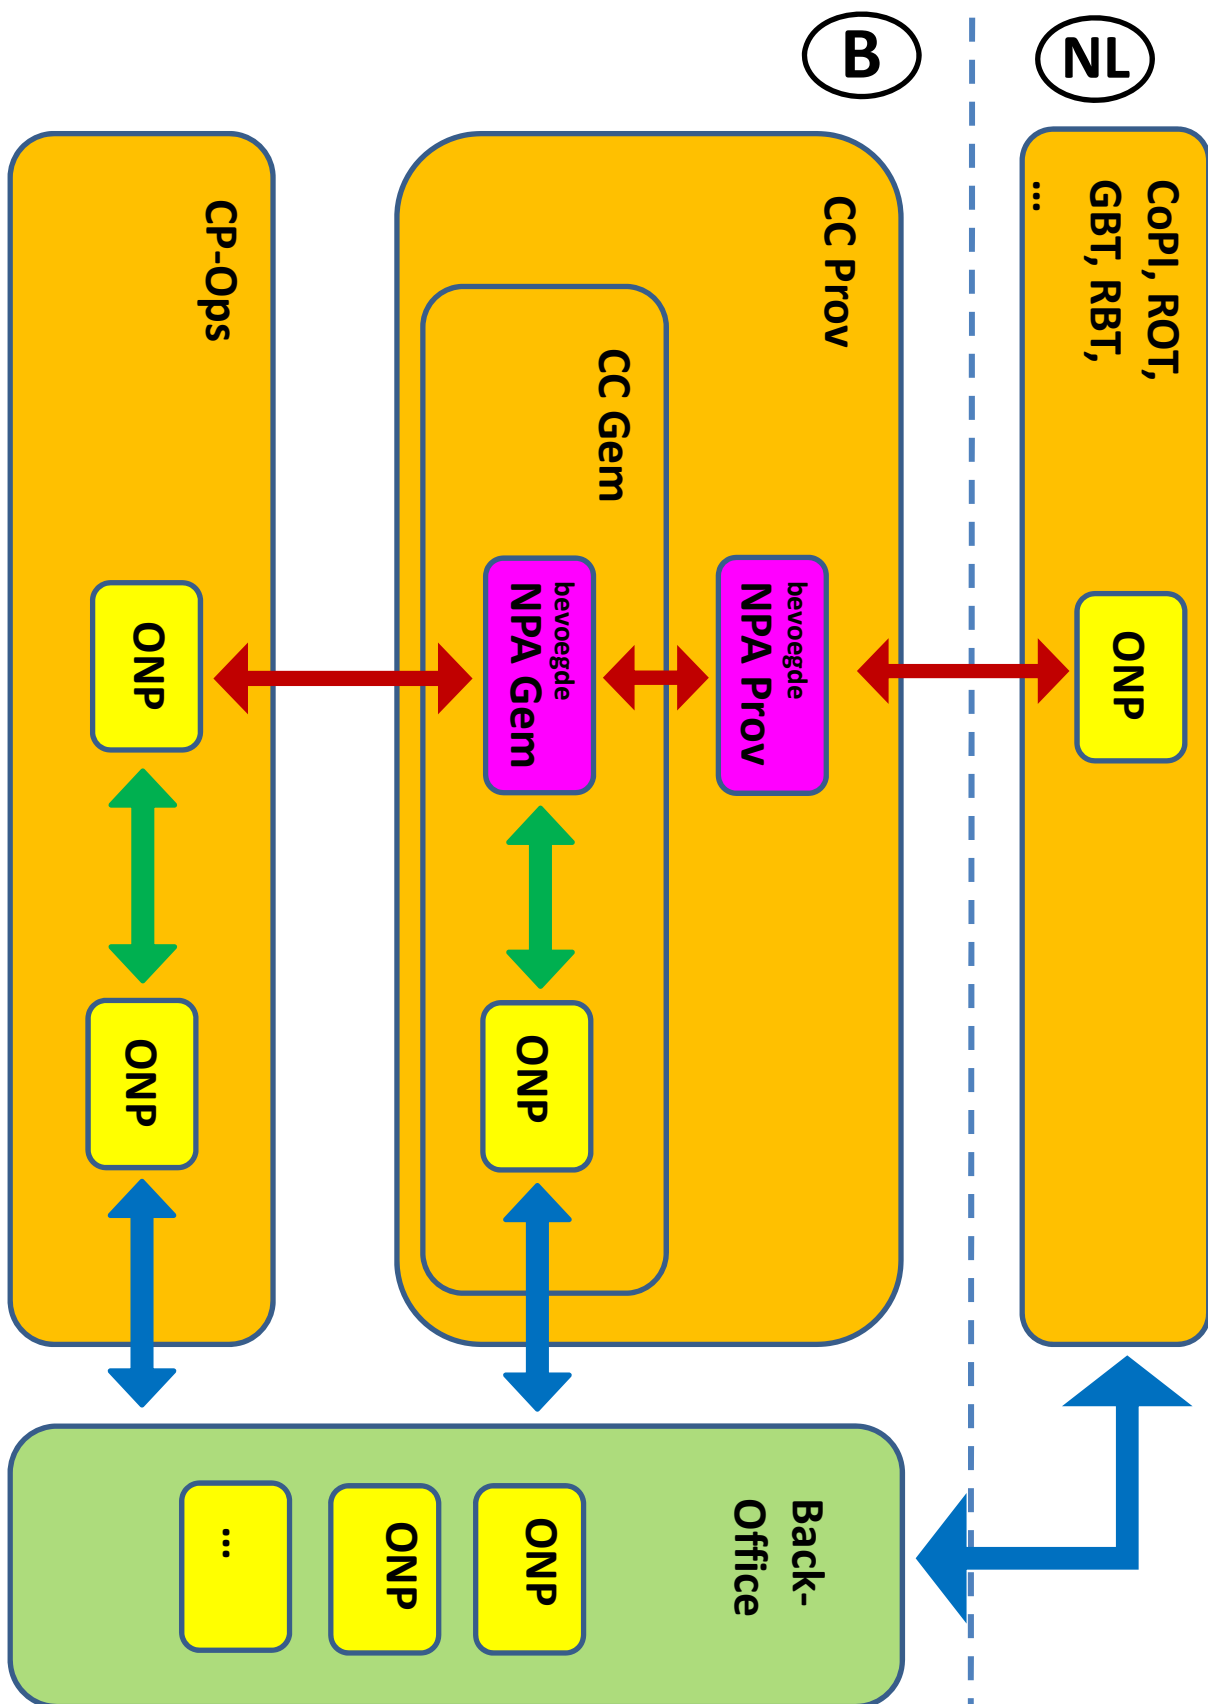 B
NL
CoPI, ROT,
GBT, RBT,
...
ONP
CC Prov
bevoegde
NPA Prov
CC Gem
bevoegde
NPA Gem
ONP
CP-Ops
ONP
ONP
Back-
Office
ONP
ONP
...